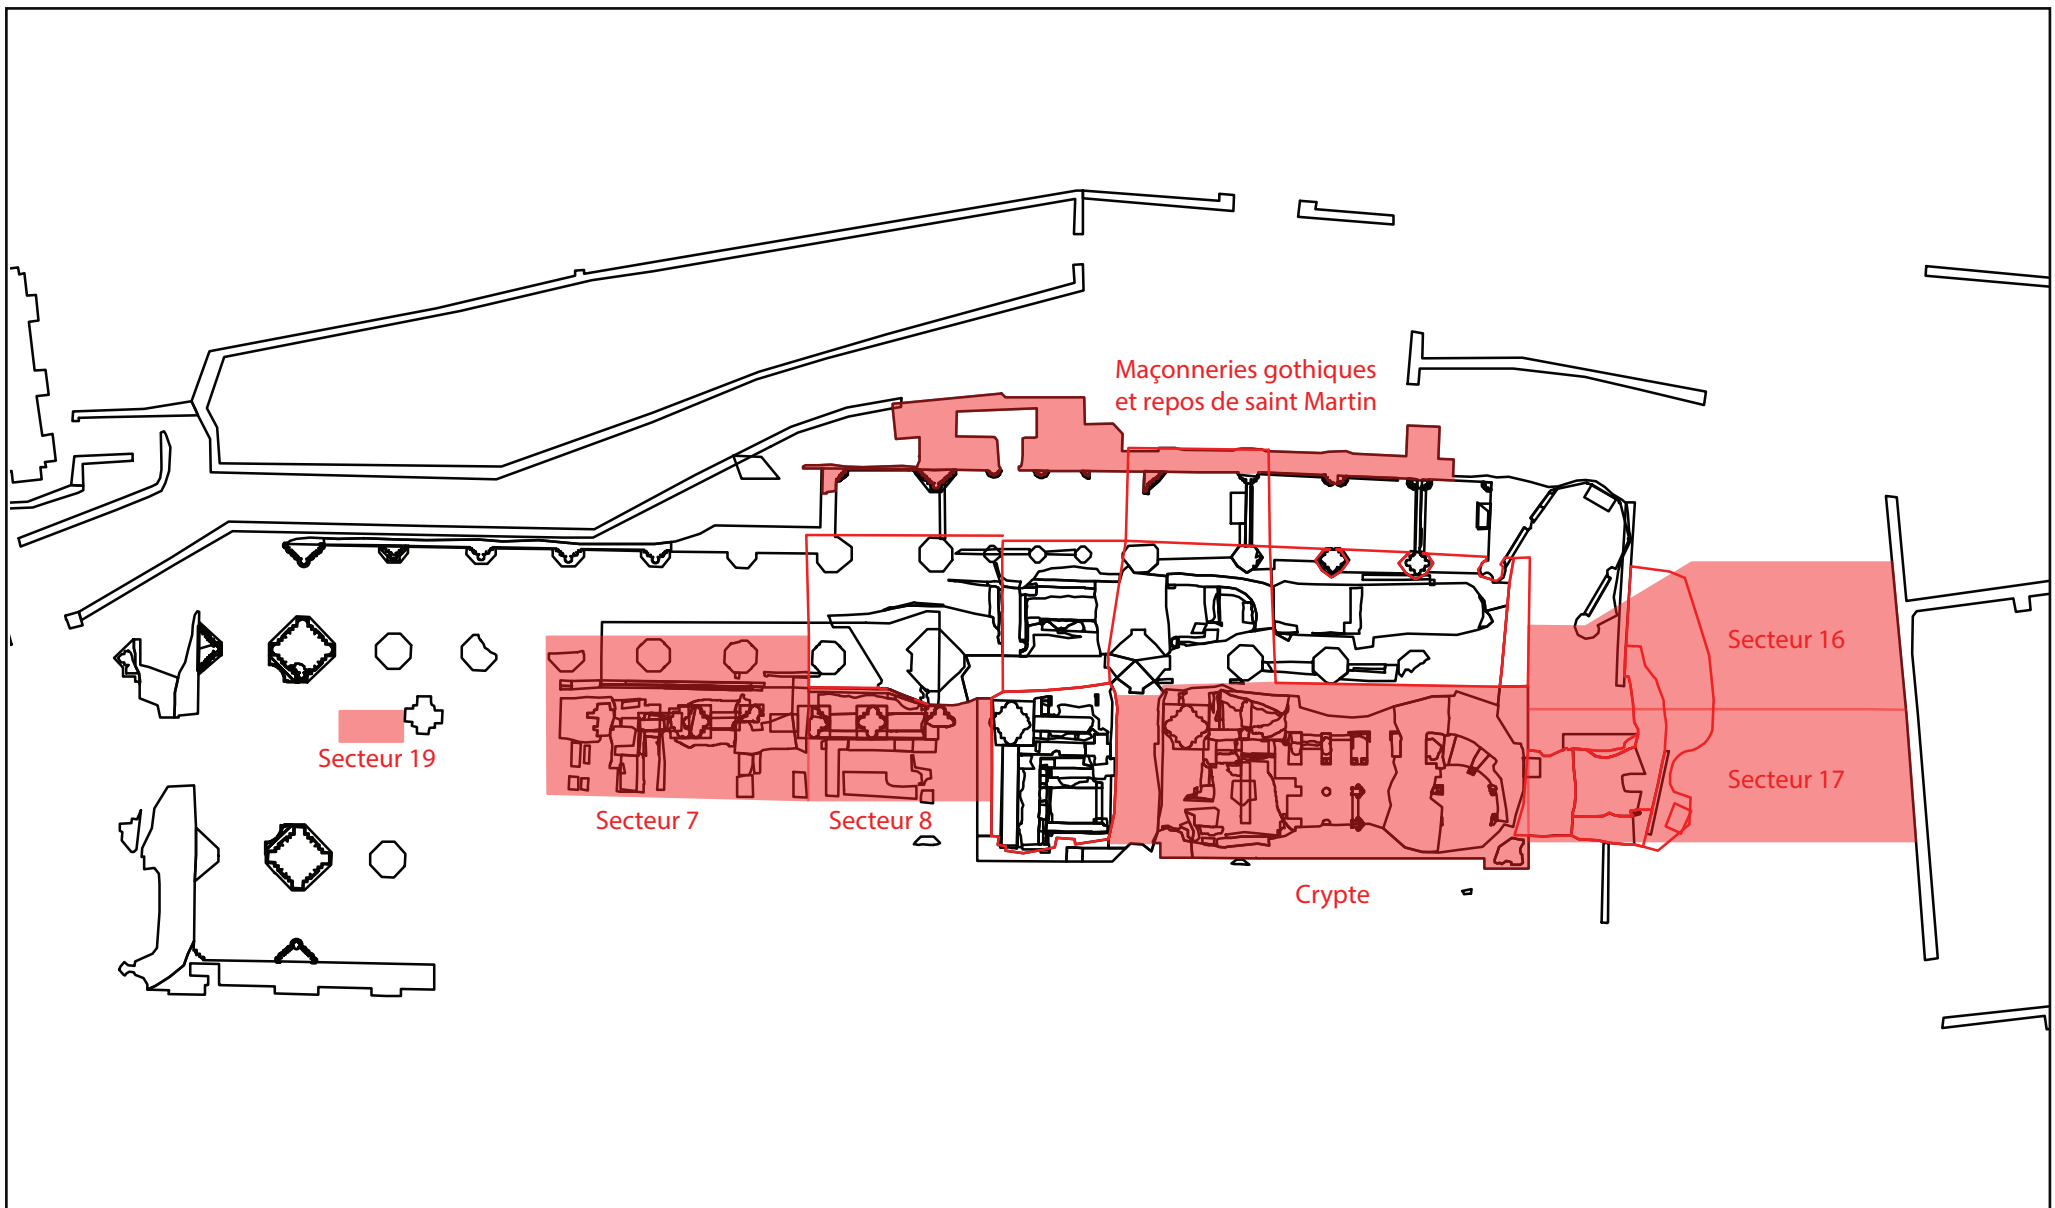 Maçonneries gothiques
et repos de saint Martin
Secteur 16
Secteur 19
Secteur 17
Secteur 7
Secteur 8
Crypte